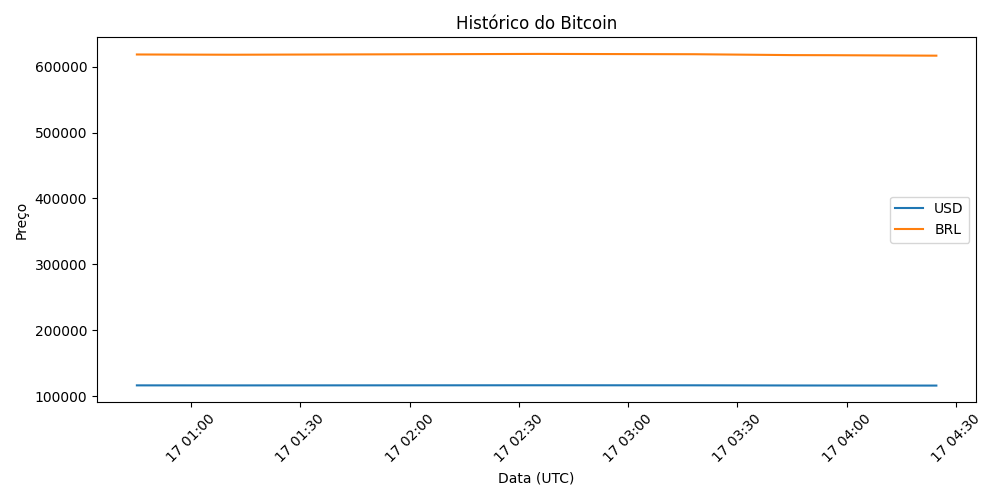 Histórico do Bitcoin
Preço
600000
500000
400000
300000
200000
100000
USD
BRL
17 01:00
17 01:30
17 02:00
17 02:30
17 03:00
17 03:30
17 04:00
17 04:30
Data (UTC)